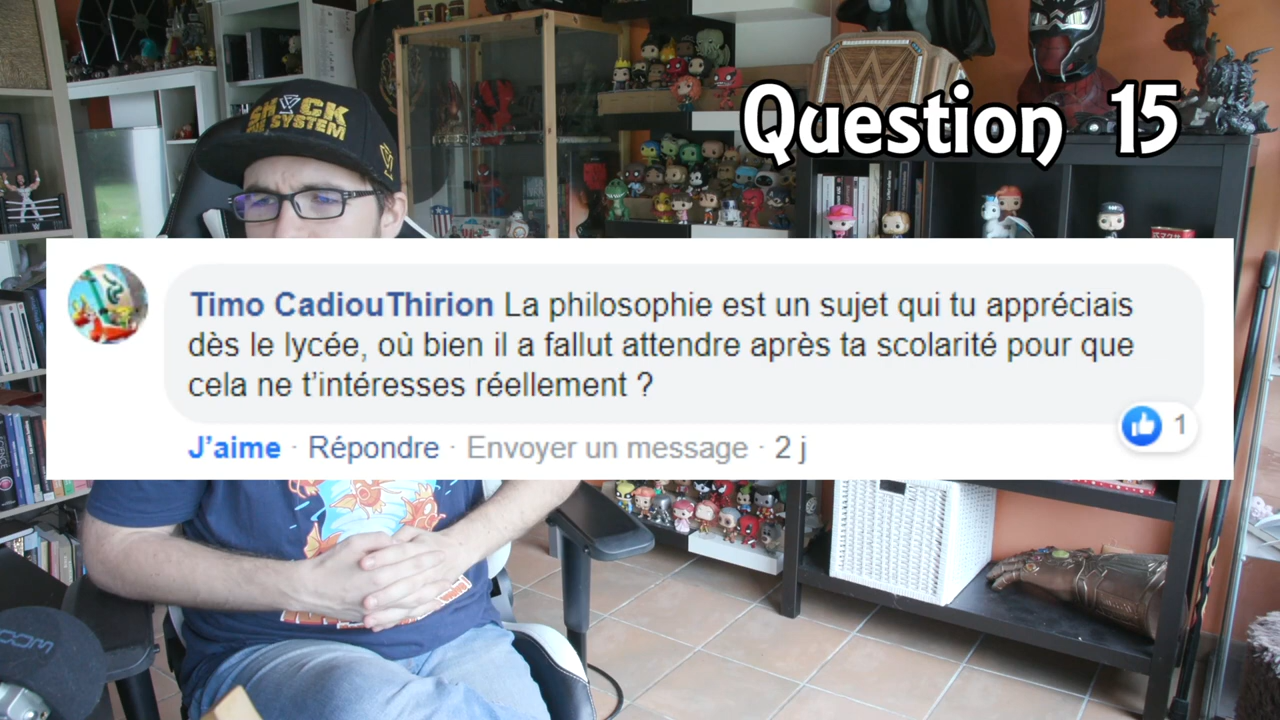 SHOCK
THE SYSTEM
Question 15
Timo CadiouThirion La philosophie est un sujet qui tu appréciais
dès le lycée, où bien il a fallut attendre après ta scolarité pour que
cela ne t’intéresses réellement ?
1
J’aime · Répondre · Envoyer un message · 2 j